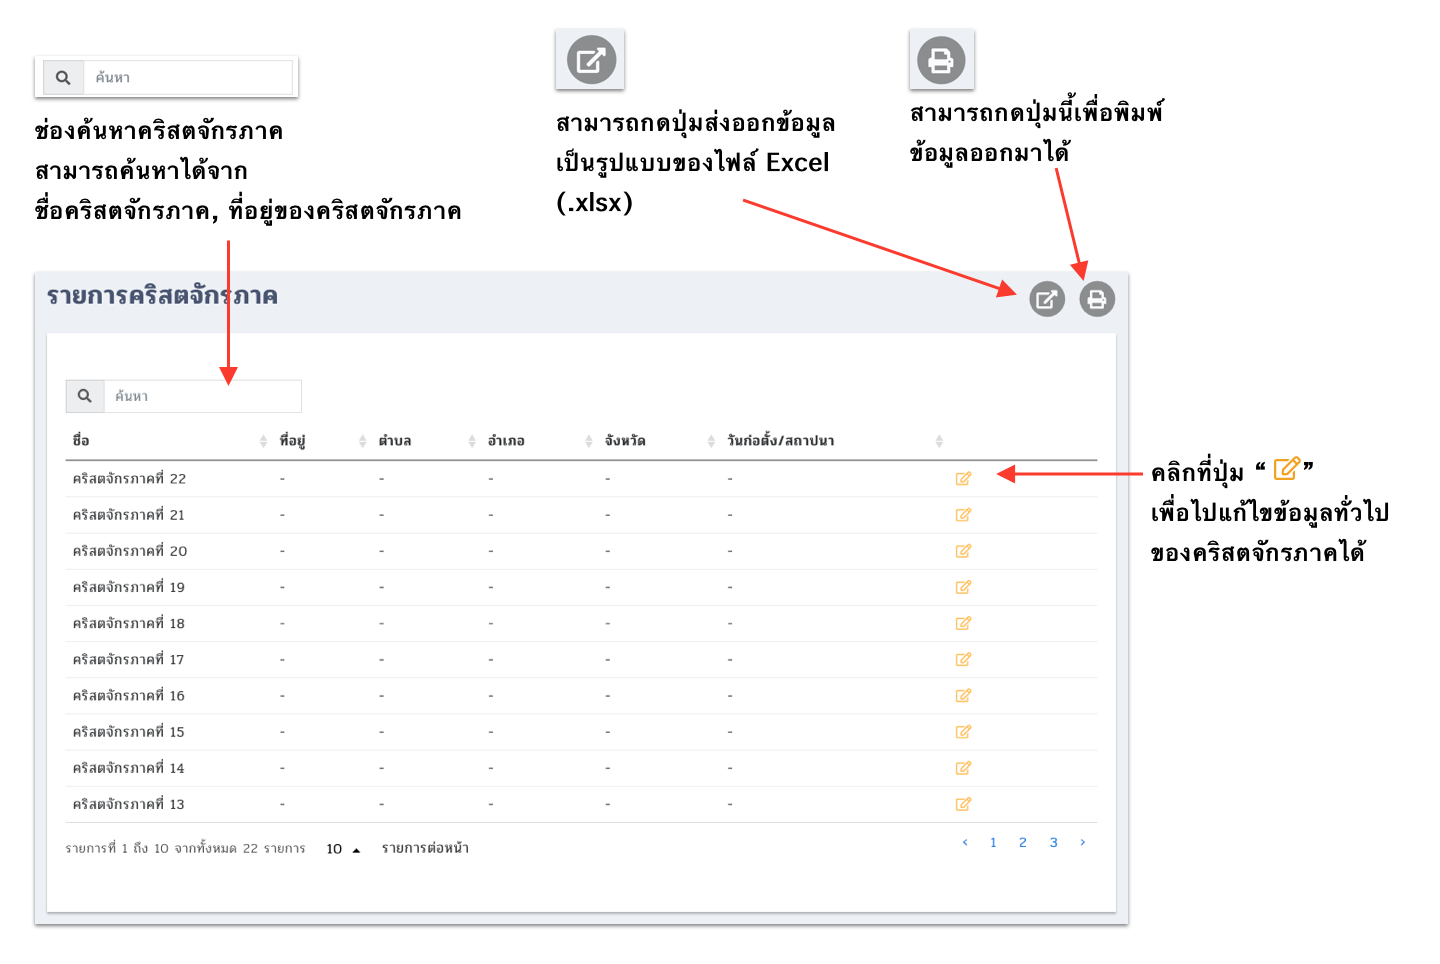 ค้นหา
ช่องค้นหาคริสตจักรภาค
สามารถค้นหาได้จาก
ชื่อคริสตจักรภาค, ที่อยู่ของคริสตจักรภาค
สามารถกดปุ่มส่งออกข้อมูล
เป็นรูปแบบของไฟล์ Excel
(.xlsx)
สามารถกดปุ่มนี้เพื่อพิมพ์
ข้อมูลออกมาได้
รายการคริสตจักรภาค
ค้นหา
ชื่อ ที่อยู่ ตำบล อำเภอ จังหวัด วันก่อตั้ง/สถาปนา
คริสตจักรภาคที่ 22 - - - - -
คริสตจักรภาคที่ 21 - - - - -
คริสตจักรภาคที่ 20 - - - - -
คริสตจักรภาคที่ 19 - - - - -
คริสตจักรภาคที่ 18 - - - - -
คริสตจักรภาคที่ 17 - - - - -
คริสตจักรภาคที่ 16 - - - - -
คริสตจักรภาคที่ 15 - - - - -
คริสตจักรภาคที่ 14 - - - - -
คริสตจักรภาคที่ 13 - - - - -
รายการที่ 1 ถึง 10 จากทั้งหมด 22 รายการ 10 รายการต่อหน้า
‹ 1 2 3 ›
คลิกที่ปุ่ม “ ”
เพื่อไปแก้ไขข้อมูลทั่วไป
ของคริสตจักรภาคได้